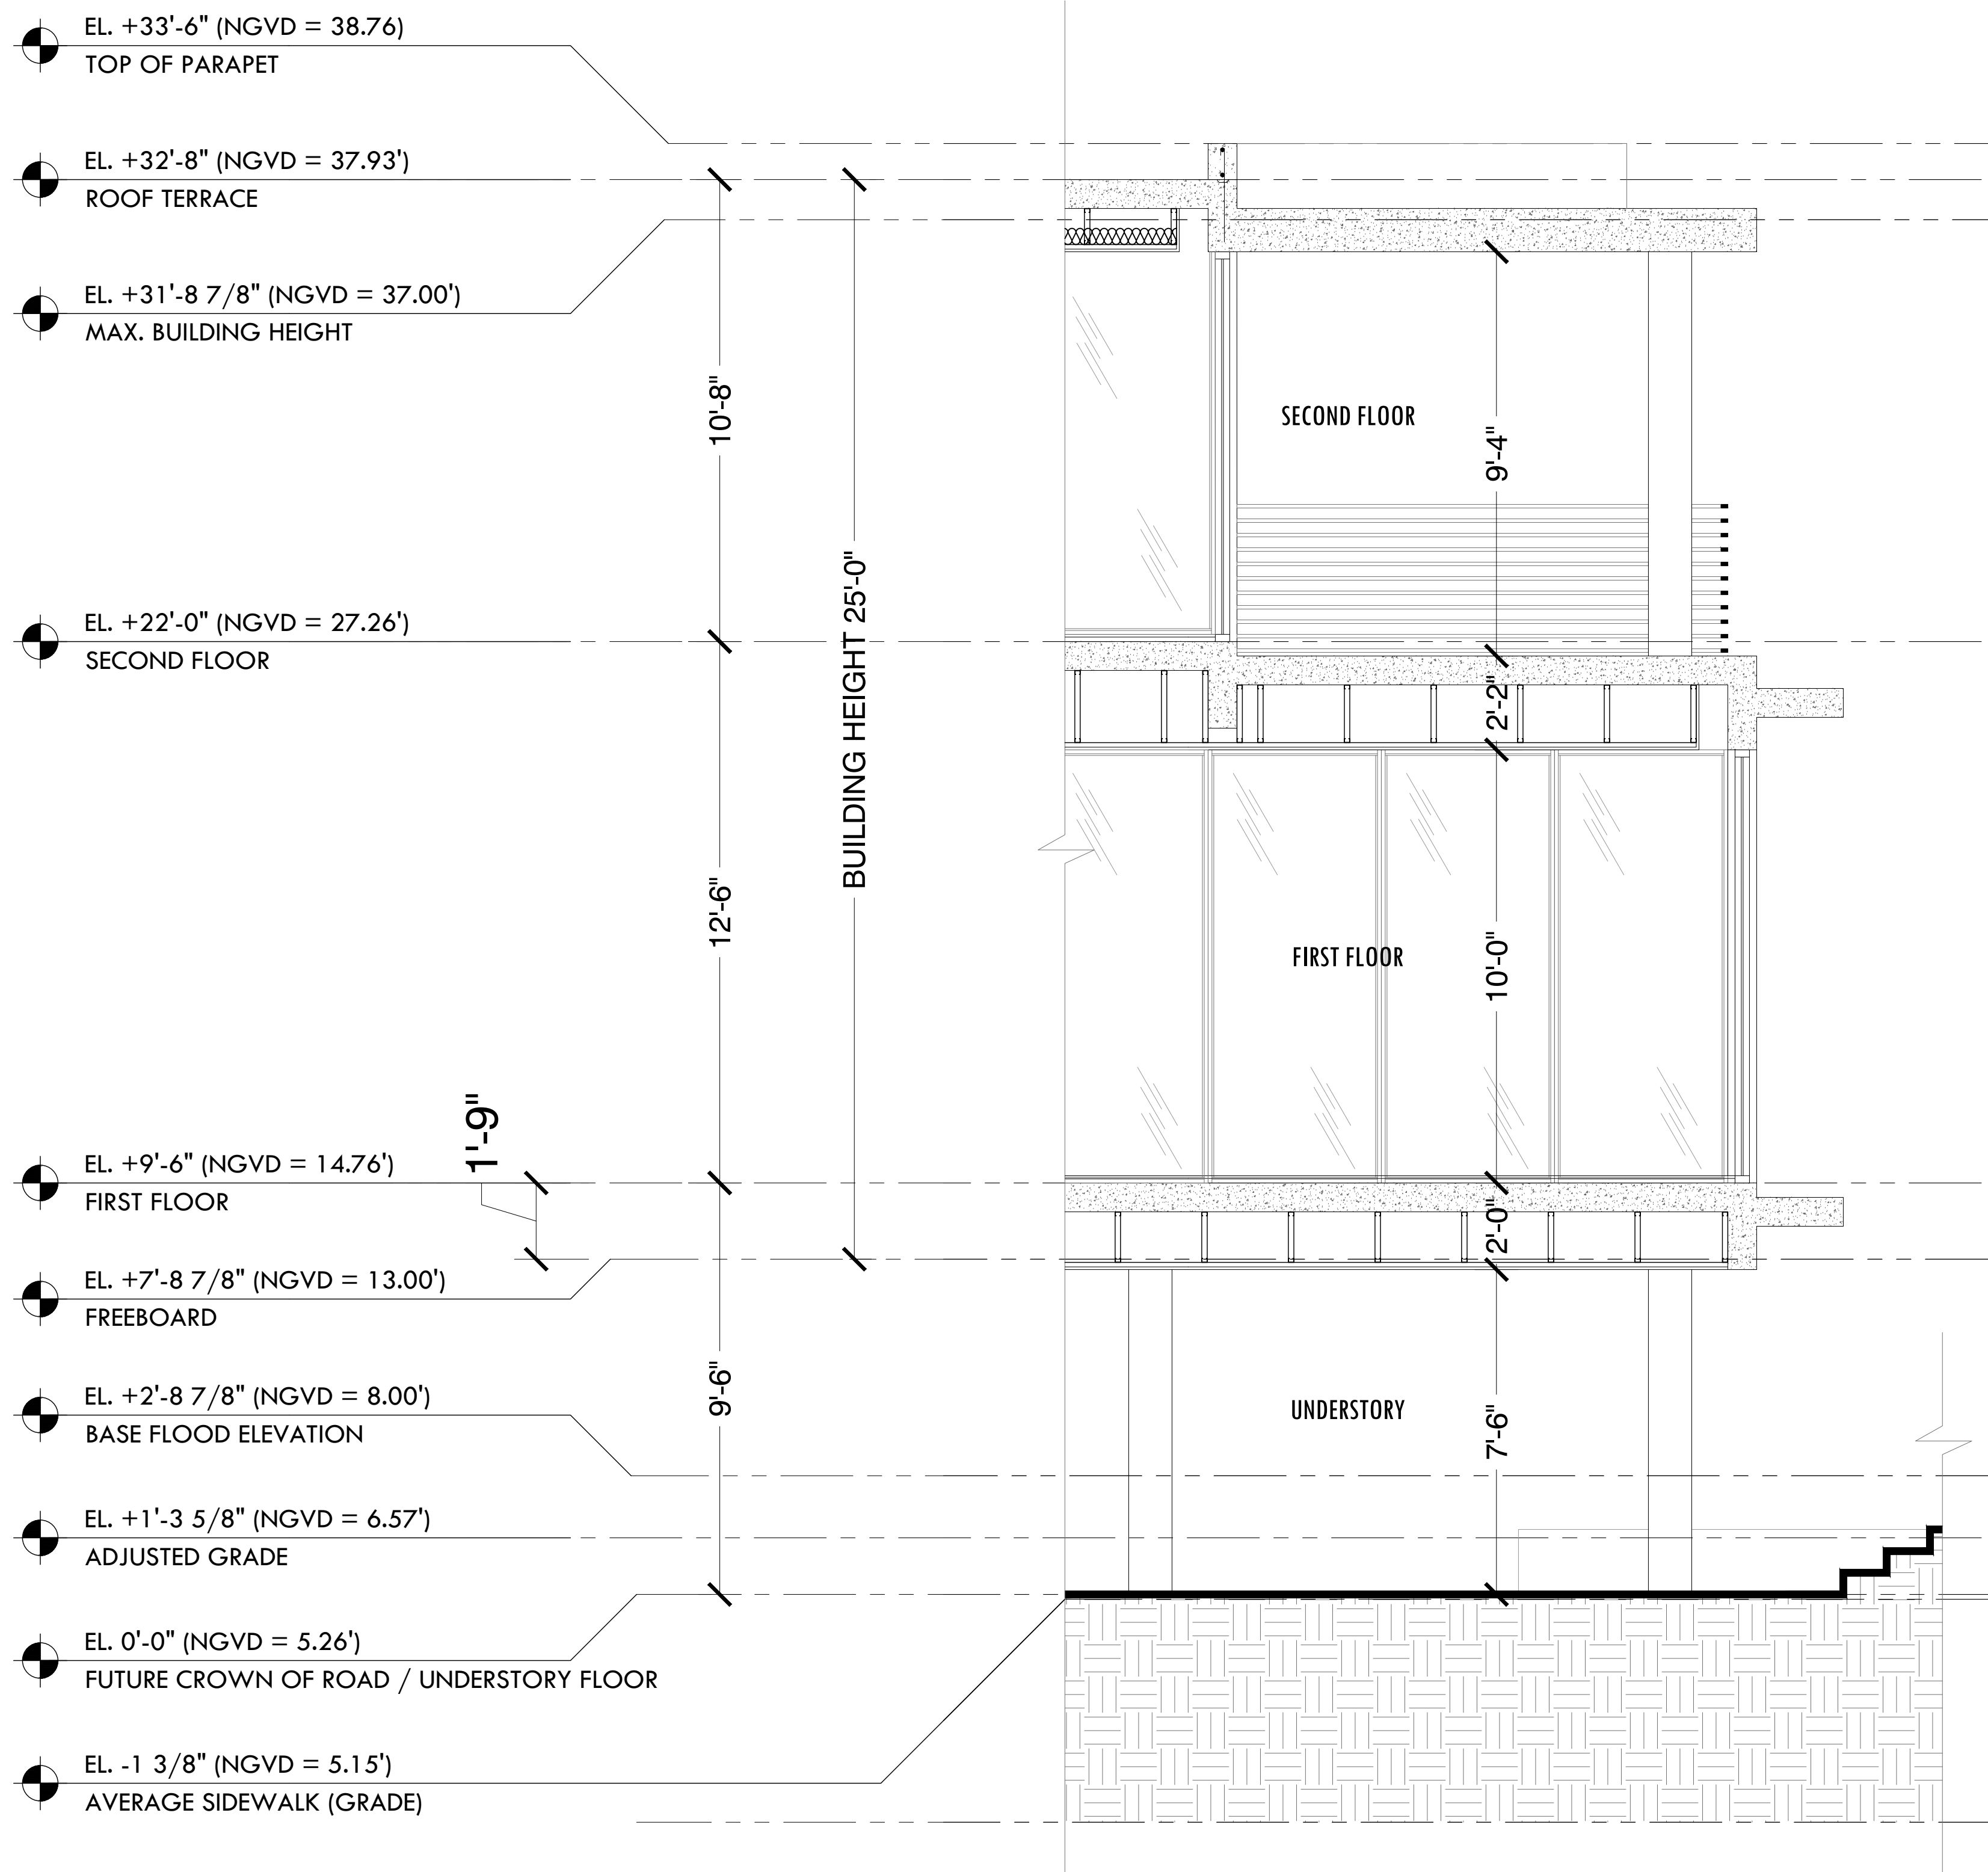 EL. +33'-6" (NGVD = 38.76)
TOP OF PARAPET
EL. +32'-8" (NGVD = 37.93')
ROOF TERRACE
EL. +31'-8 7/8" (NGVD = 37.00')
MAX. BUILDING HEIGHT
EL. +22'-0" (NGVD = 27.26')
SECOND FLOOR
EL. +9'-6" (NGVD = 14.76')
FIRST FLOOR
EL. +7'-8 7/8" (NGVD = 13.00')
FREEBOARD
EL. +2'-8 7/8" (NGVD = 8.00')
BASE FLOOD ELEVATION
EL. +1'-3 5/8" (NGVD = 6.57')
ADJUSTED GRADE
EL. 0'-0" (NGVD = 5.26')
FUTURE CROWN OF ROAD / UNDERSTORY FLOOR
EL. -1 3/8" (NGVD = 5.15')
AVERAGE SIDEWALK (GRADE)
1'-9"
10'-8"
12'-6"
9'-6"
BUILDING HEIGHT 25'-0"
SECOND FLOOR
9'-4"
2'-2"
FIRST FLOOR
10'-0"
2'-0"
UNDERSTORY
7'-6"